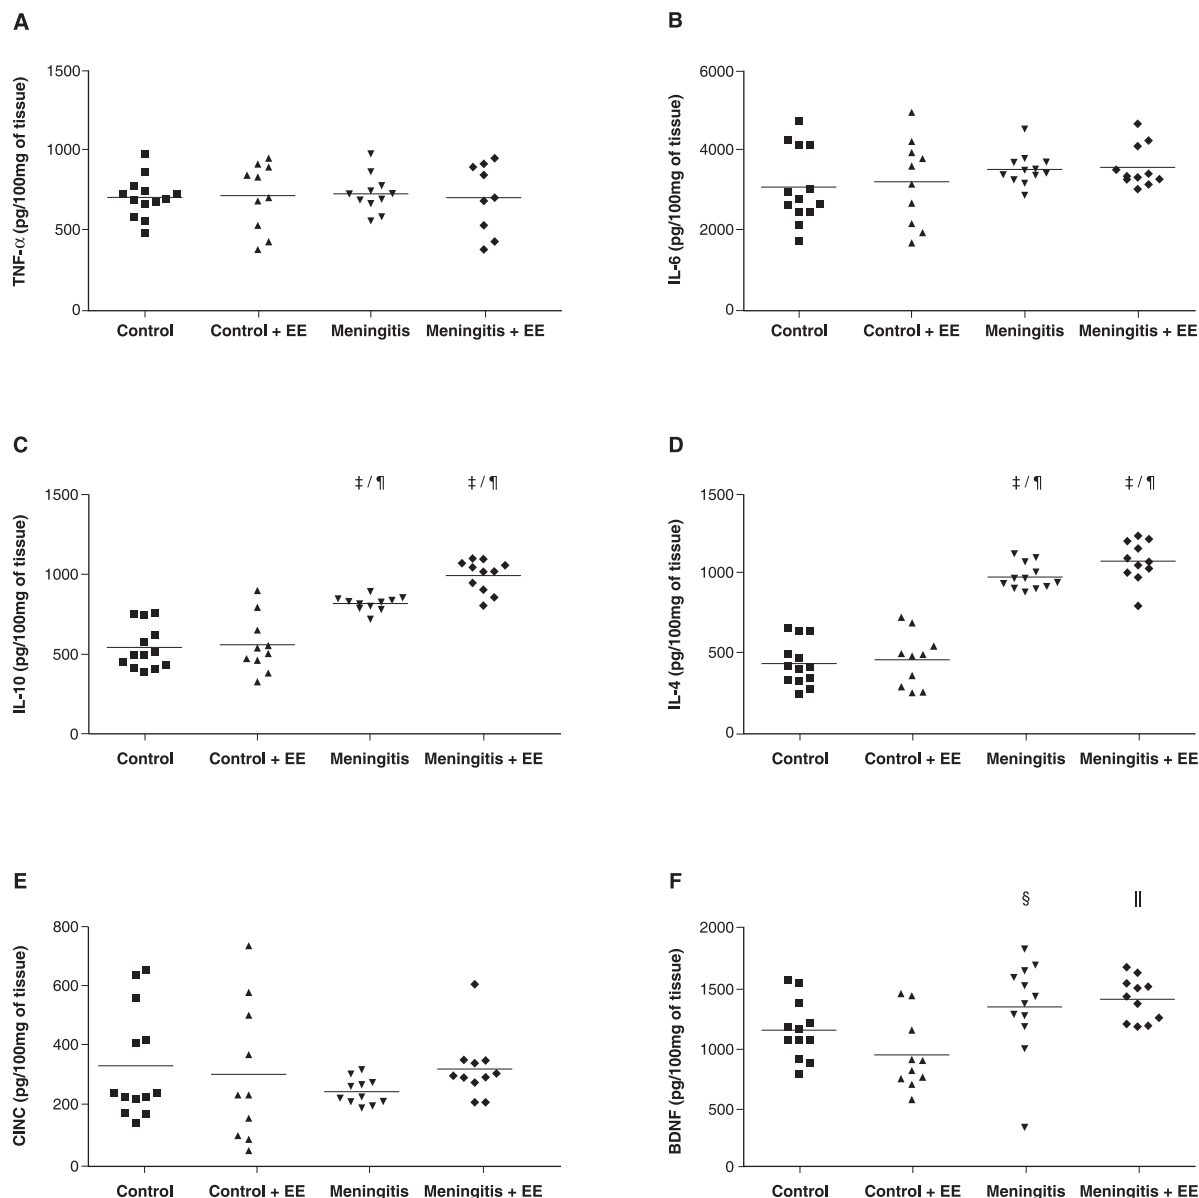 A
B
TNF-α (pg/100mg of tissue)
1500
1000
500
0
Control
Control + EE
Meningitis
Meningitis + EE
IL-6 (pg/100mg of tissue)
6000
4000
2000
0
Control
Control + EE
Meningitis
Meningitis + EE
C
D
IL-10 (pg/100mg of tissue)
1500
1000
500
0
‡ / ¶
‡ / ¶
Control
Control + EE
Meningitis
Meningitis + EE
IL-4 (pg/100mg of tissue)
1500
1000
500
0
‡ / ¶
‡ / ¶
Control
Control + EE
Meningitis
Meningitis + EE
E
F
CINC (pg/100mg of tissue)
800
600
400
200
0
Control
Control + EE
Meningitis
Meningitis + EE
BDNF (pg/100mg of tissue)
2000
1500
1000
500
0
§
||
Control
Control + EE
Meningitis
Meningitis + EE